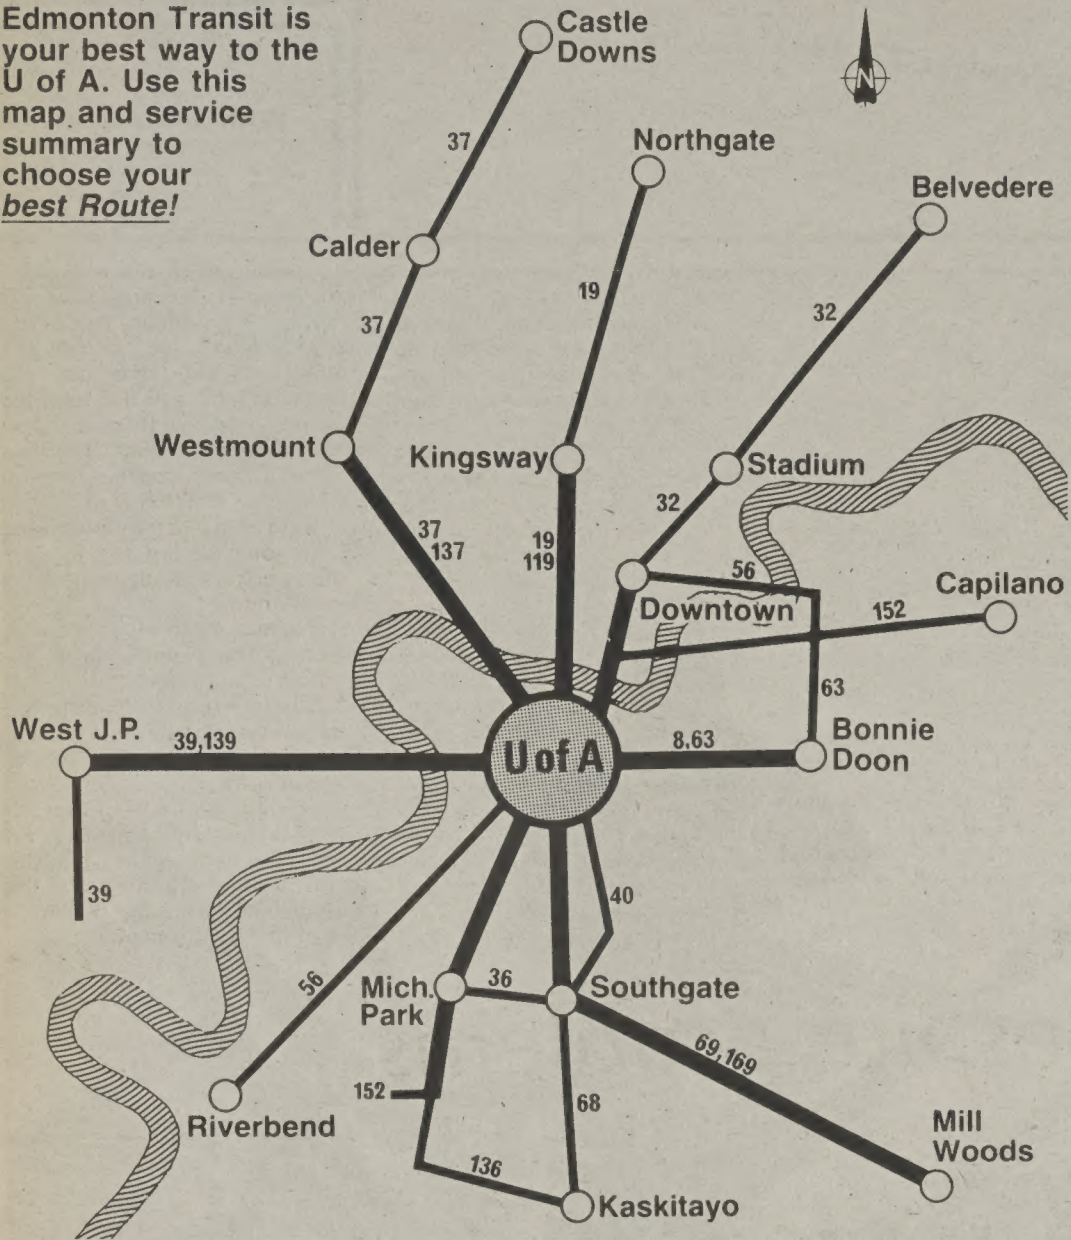 Edmonton Transit is
your best way to the
U of A. Use this
map and service
summary to
choose your
best Route!
Castle
Downs
N
37
Northgate
Belvedere
Calder
19
32
37
Westmount
Kingsway
Stadium
32
37
137
19
119
56
Downtown
Capilano
152
63
West J.P.
39,139
U of A
8,63
Bonnie
Doon
39
40
56
Mich.
Park
36
Southgate
69,169
152
68
Riverbend
Mill
Woods
136
Kaskitayo